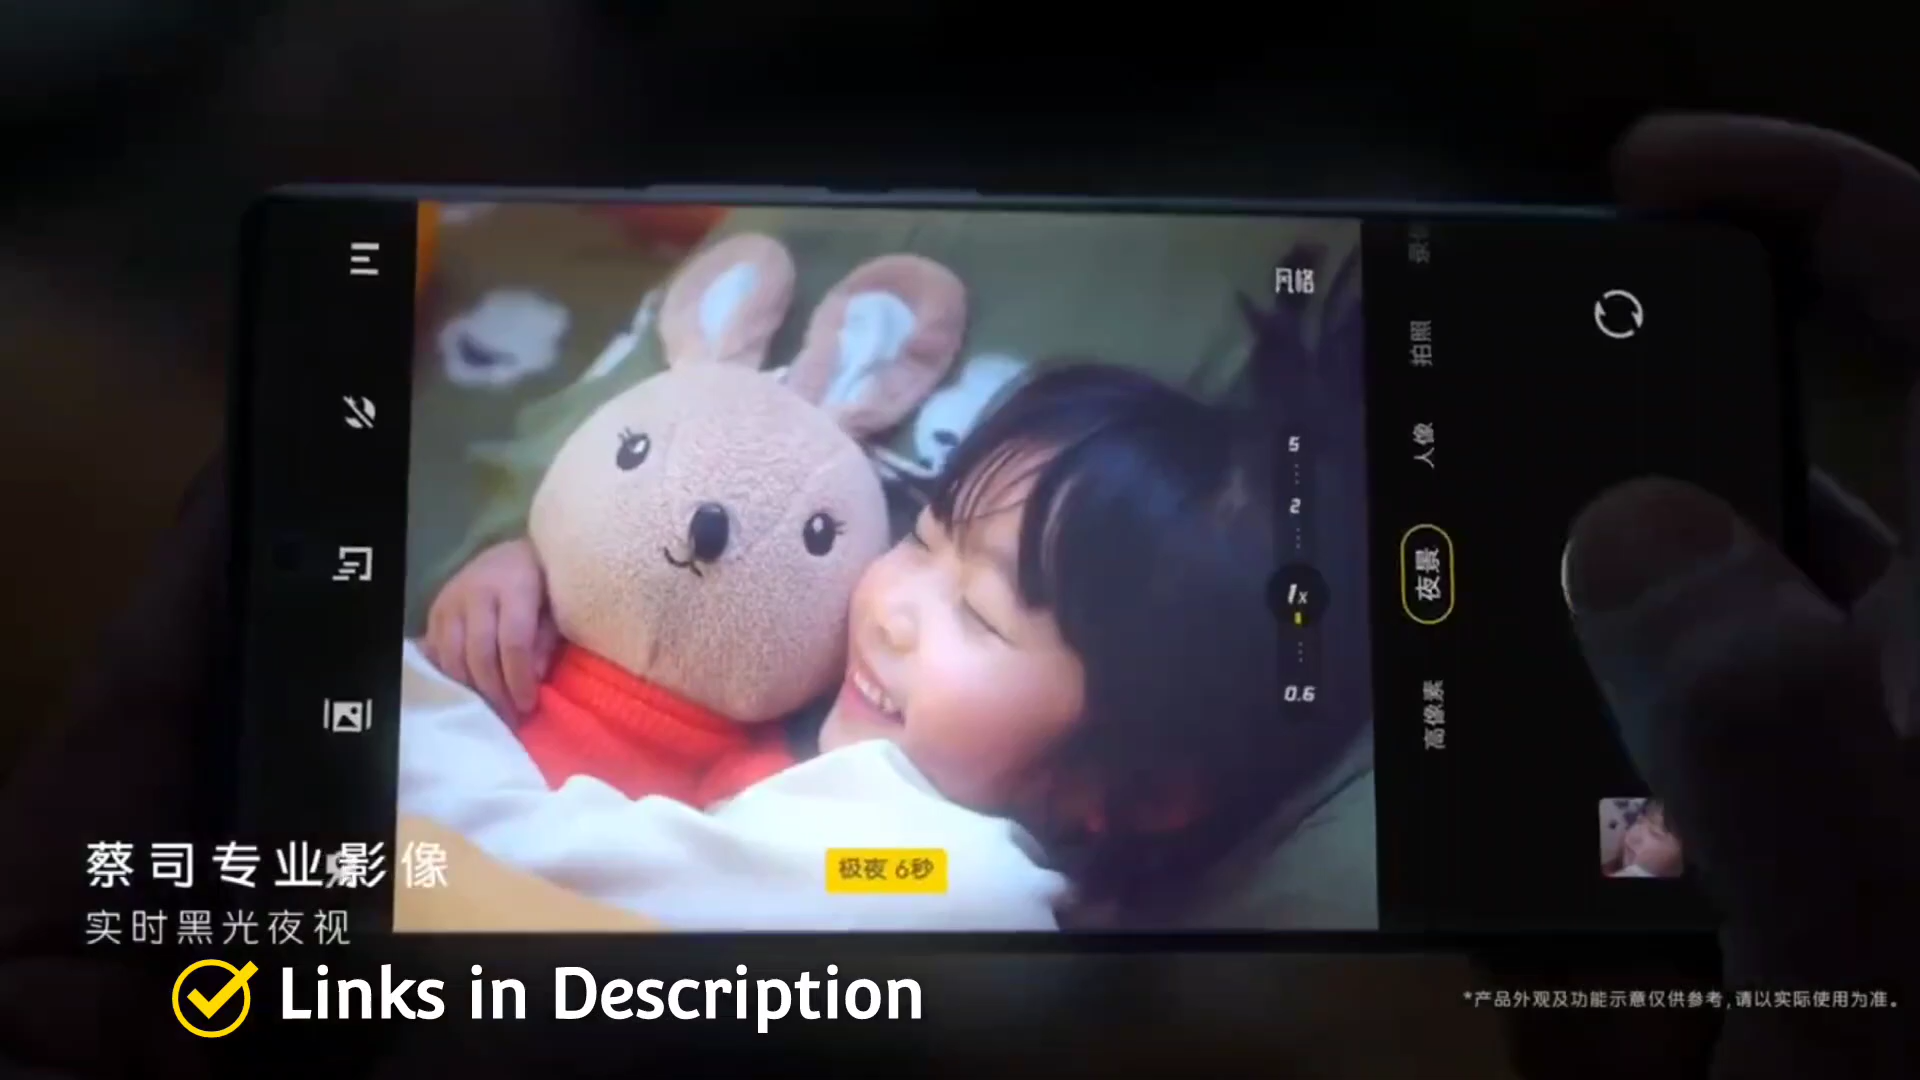 风格
5
2
1x
0.6
录像
拍照
人像
夜景
高像素
极夜 6秒
蔡司专业影像
实时黑光夜视
Links in Description
*产品外观及功能示意仅供参考,请以实际使用为准。